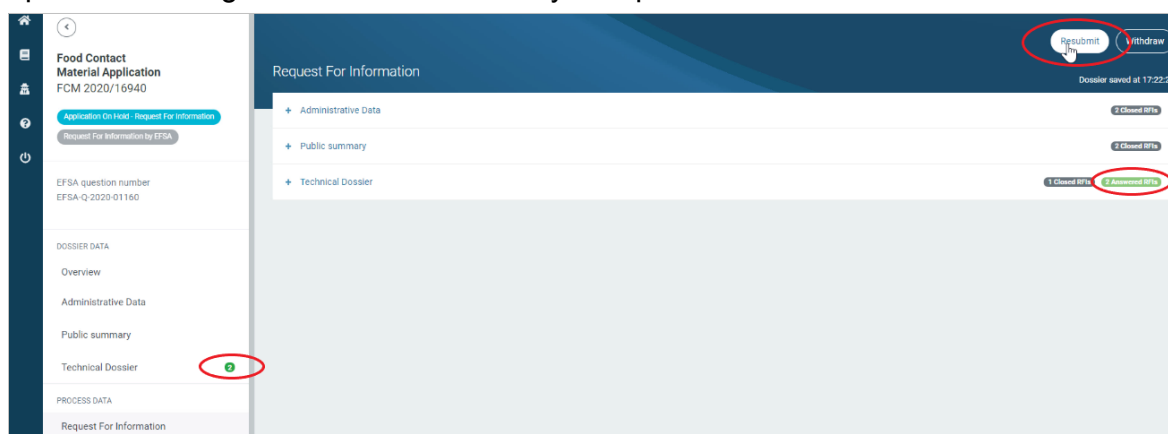 Food Contact
Material Application
FCM 2020/16940
Application On Hold - Request For Information
Request For Information by EFSA
EFSA question number
EFSA-Q-2020-01160
DOSSIER DATA
Overview
Administrative Data
Public summary
Technical Dossier 2
PROCESS DATA
Request For Information
Resubmit Withdraw
Request For Information
Dossier saved at 17:22:2
+ Administrative Data 2 Closed RFIs
+ Public summary 2 Closed RFIs
+ Technical Dossier 1 Closed RFIs 2 Answered RFIs